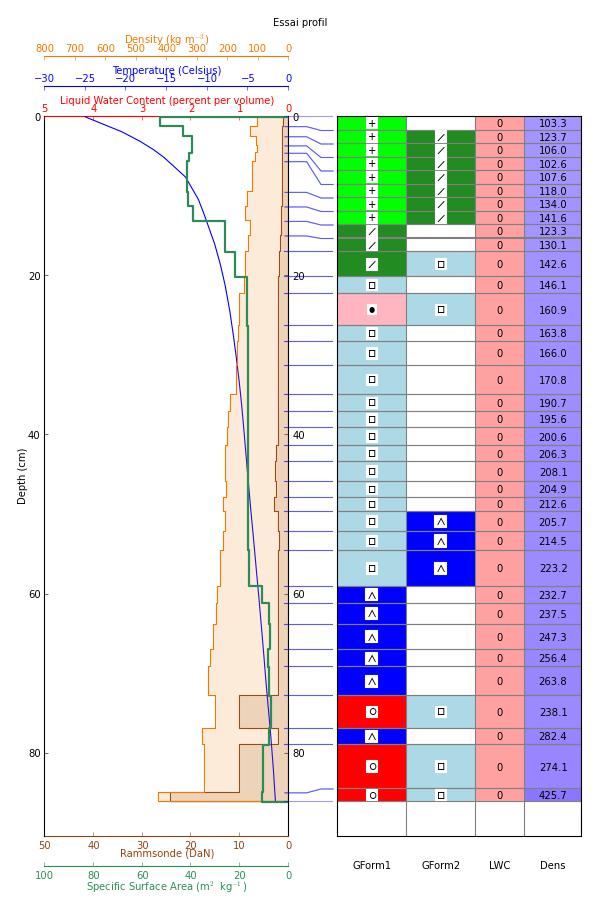 Essai profil
Density (kg m⁻³)
800 700 600 500 400 300 200 100 0
Temperature (Celsius)
−30 −25 −20 −15 −10 −5 0
Liquid Water Content (percent per volume)
5 4 3 2 1 0
0 0
20 20
40 40
60 60
80 80
Depth (cm)
50 40 30 20 10 0
Rammsonde (DaN)
100 80 60 40 20 0
Specific Surface Area (m² kg⁻¹)
+ 0 103.3
+ / 0 123.7
+ / 0 106.0
+ / 0 102.6
+ / 0 107.6
+ / 0 118.0
+ / 0 134.0
+ / 0 141.6
/ 0 123.3
/ 0 130.1
/ □ 0 142.6
□ 0 146.1
● □ 0 160.9
□ 0 163.8
□ 0 166.0
□ 0 170.8
□ 0 190.7
□ 0 195.6
□ 0 200.6
□ 0 206.3
□ 0 208.1
□ 0 204.9
□ 0 212.6
□ ∧ 0 205.7
□ ∧ 0 214.5
□ ∧ 0 223.2
∧ 0 232.7
∧ 0 237.5
∧ 0 247.3
∧ 0 256.4
∧ 0 263.8
○ □ 0 238.1
∧ 0 282.4
○ □ 0 274.1
○ □ 0 425.7
GForm1 GForm2 LWC Dens